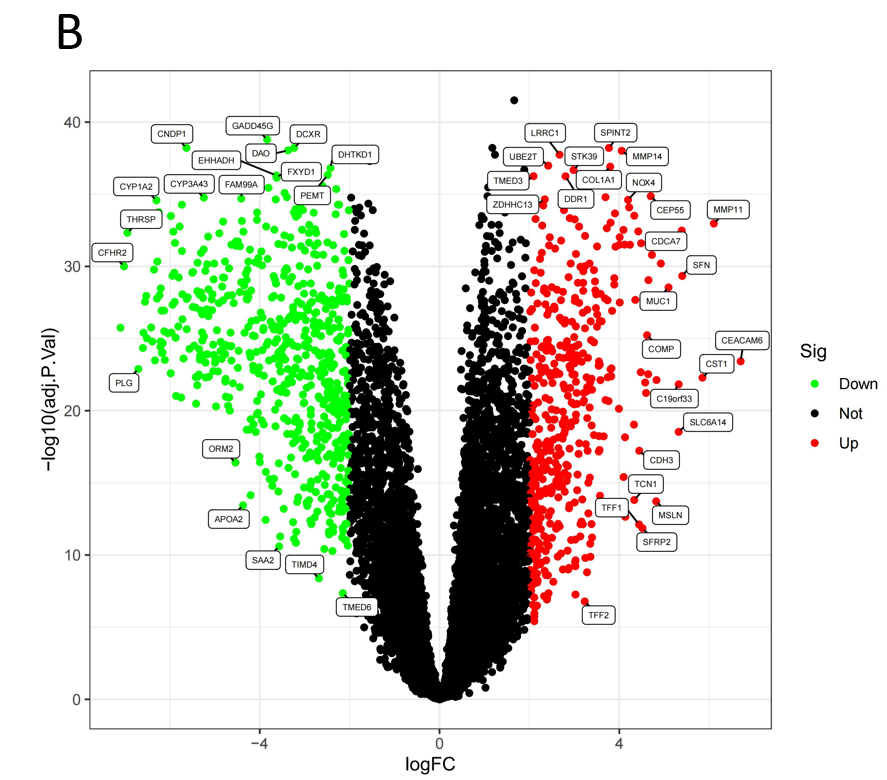 B
−log10(adj.P.Val)
40
30
20
10
0
GADD45G
CNDP1
DCXR
LRRC1
SPINT2
DAO
DHTKD1
UBE2T
STK39
MMP14
EHHADH
FXYD1
CYP1A2
CYP3A43
FAM99A
TMED3
COL1A1
NOX4
PEMT
DDR1
ZDHHC13
CEP55
MMP11
THRSP
CDCA7
CFHR2
SFN
MUC1
CEACAM6
COMP
CST1
PLG
C19orf33
SLC6A14
ORM2
CDH3
TCN1
TFF1
MSLN
APOA2
SFRP2
SAA2
TIMD4
TMED6
TFF2
−4
0
4
logFC
Sig
Down
Not
Up